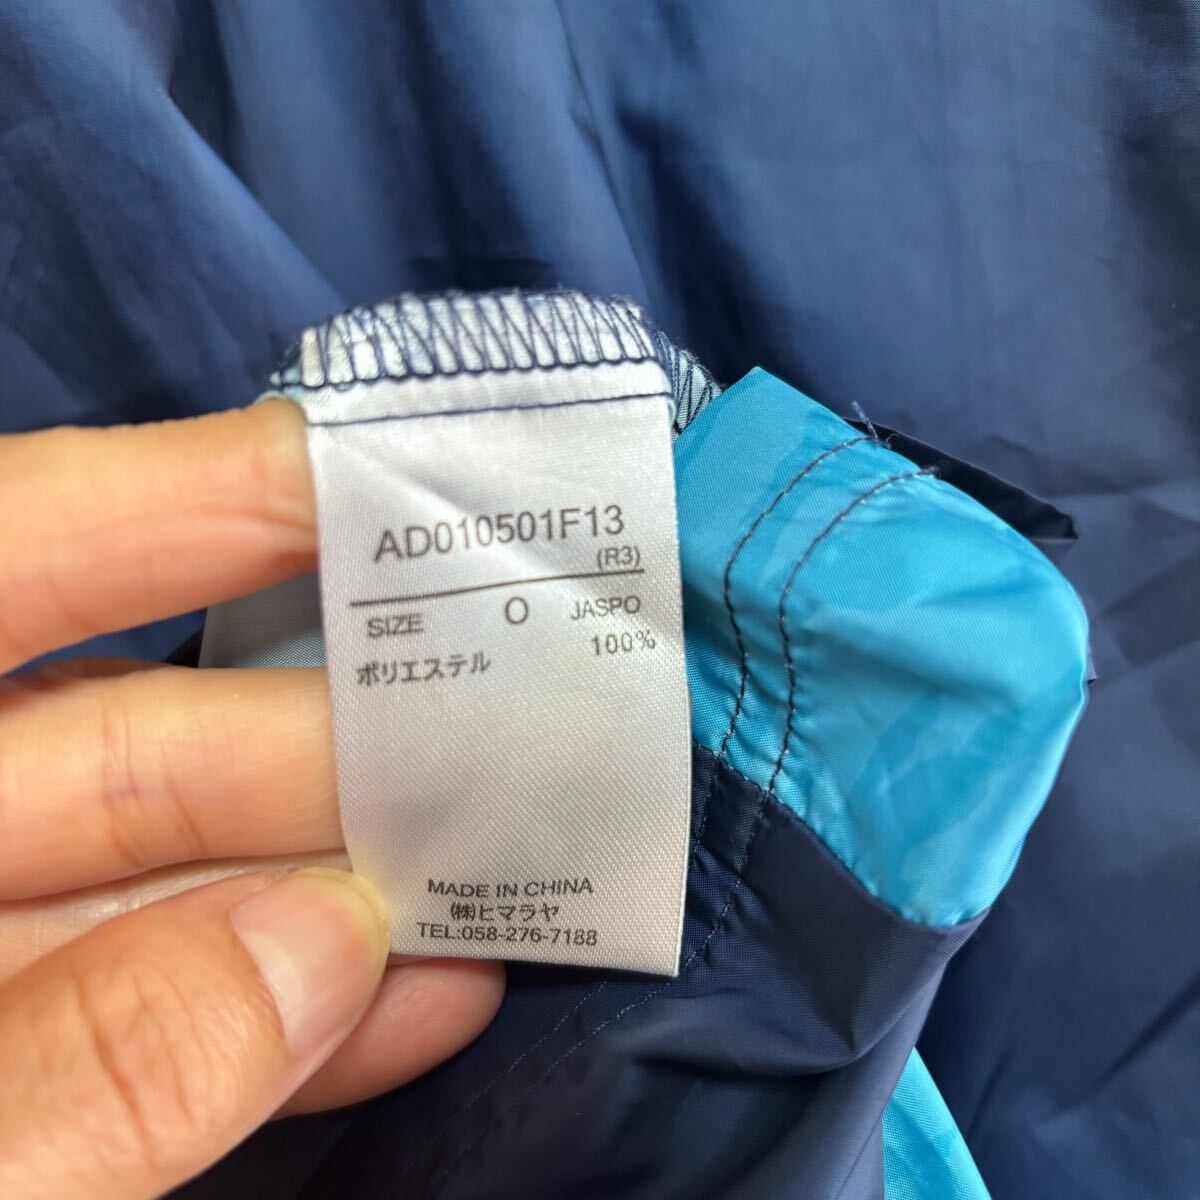 AD010501F13
(R3)
SIZE O JASPO
ポリエステル 100%
MADE IN CHINA
㈱ヒマラヤ
TEL:058-276-7188